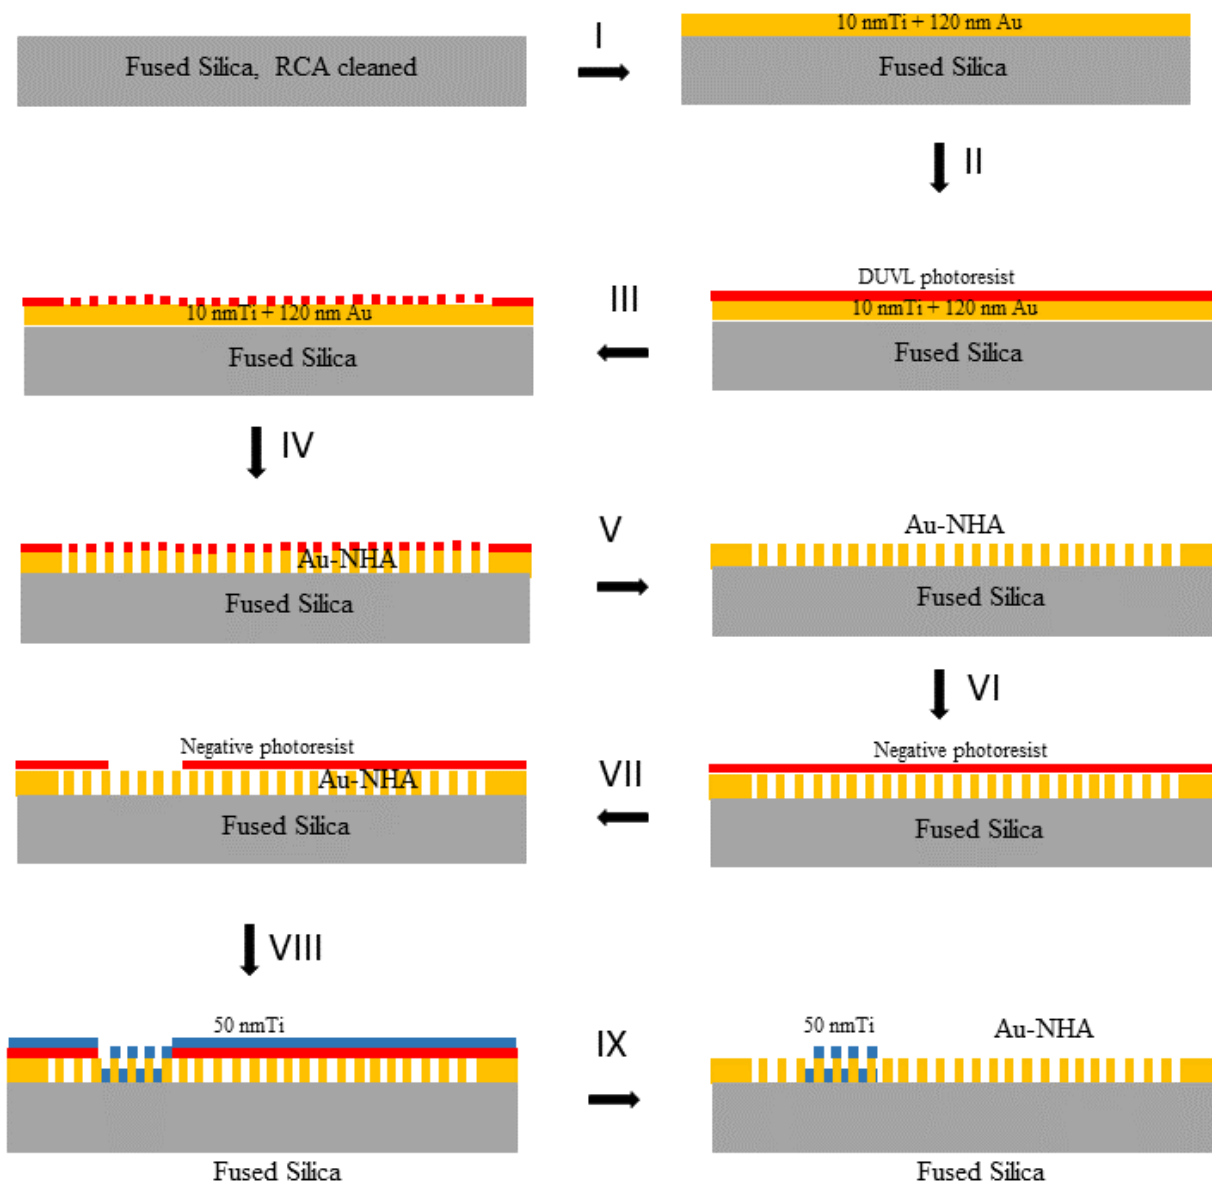 Fused Silica, RCA cleaned
I
10 nmTi + 120 nm Au
Fused Silica
II
DUVL photoresist
10 nmTi + 120 nm Au
Fused Silica
III
10 nmTi + 120 nm Au
Fused Silica
IV
Au-NHA
Fused Silica
V
Au-NHA
Fused Silica
VI
Negative photoresist
Fused Silica
VII
Negative photoresist
Au-NHA
Fused Silica
VIII
50 nmTi
Fused Silica
IX
50 nmTi
Au-NHA
Fused Silica